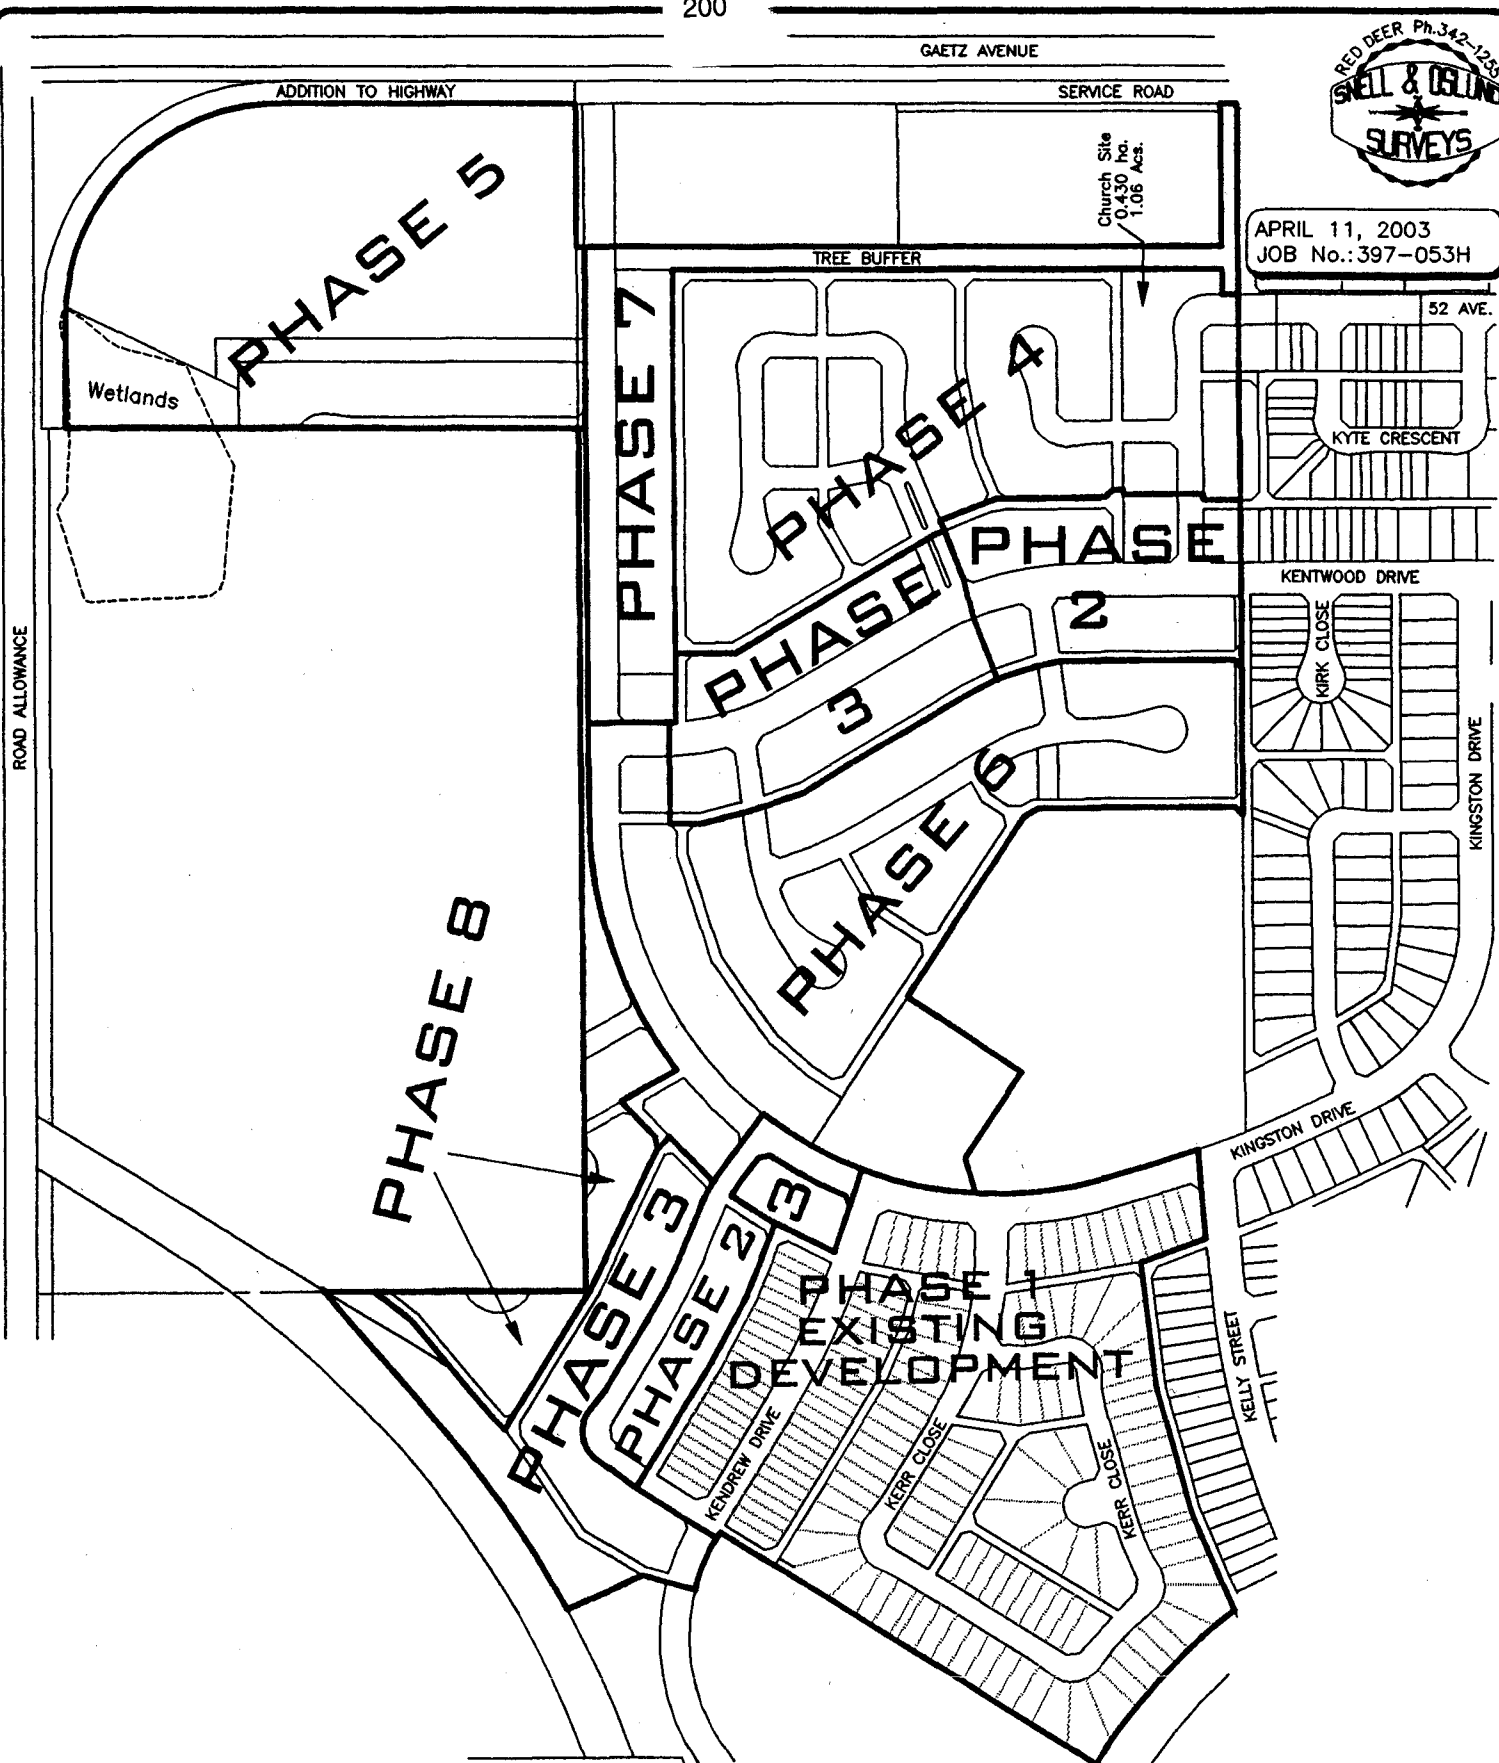 200
GAETZ AVENUE
ADDITION TO HIGHWAY
SERVICE ROAD
RED DEER Ph.342-1255
SNELL & OSLUND
SURVEYS
APRIL 11, 2003
JOB No.:397-053H
Church Site
0.430 ha.
1.06 Acs.
TREE BUFFER
52 AVE.
PHASE 5
Wetlands
PHASE 7
PHASE 4
KYTE CRESCENT
PHASE
2
KENTWOOD DRIVE
PHASE
3
KIRK CLOSE
ROAD ALLOWANCE
KINGSTON DRIVE
PHASE 6
PHASE 8
KINGSTON DRIVE
PHASE 3
PHASE 2
3
PHASE 1
EXISTING
DEVELOPMENT
KELLY STREET
KENDREW DRIVE
KERR CLOSE
KERR CLOSE